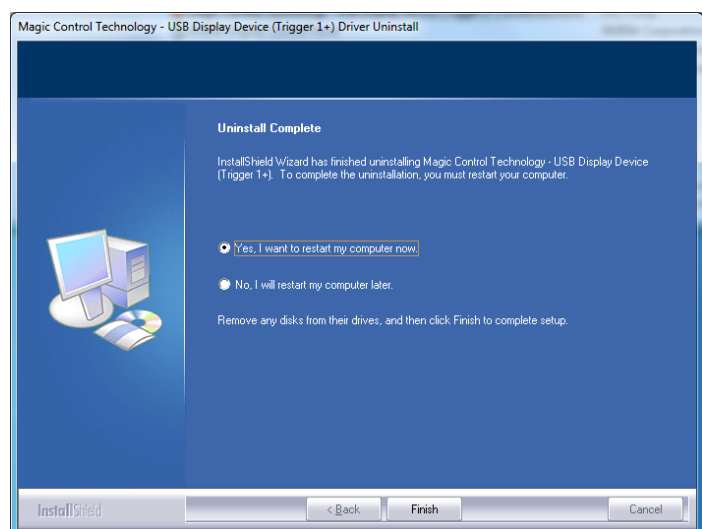 Magic Control Technology - USB Display Device (Trigger 1+) Driver Uninstall
Uninstall Complete
InstallShield Wizard has finished uninstalling Magic Control Technology - USB Display Device
(Trigger 1+).  To complete the uninstallation, you must restart your computer.
Yes, I want to restart my computer now.
No, I will restart my computer later.
Remove any disks from their drives, and then click Finish to complete setup.
InstallShield
< Back
Finish
Cancel